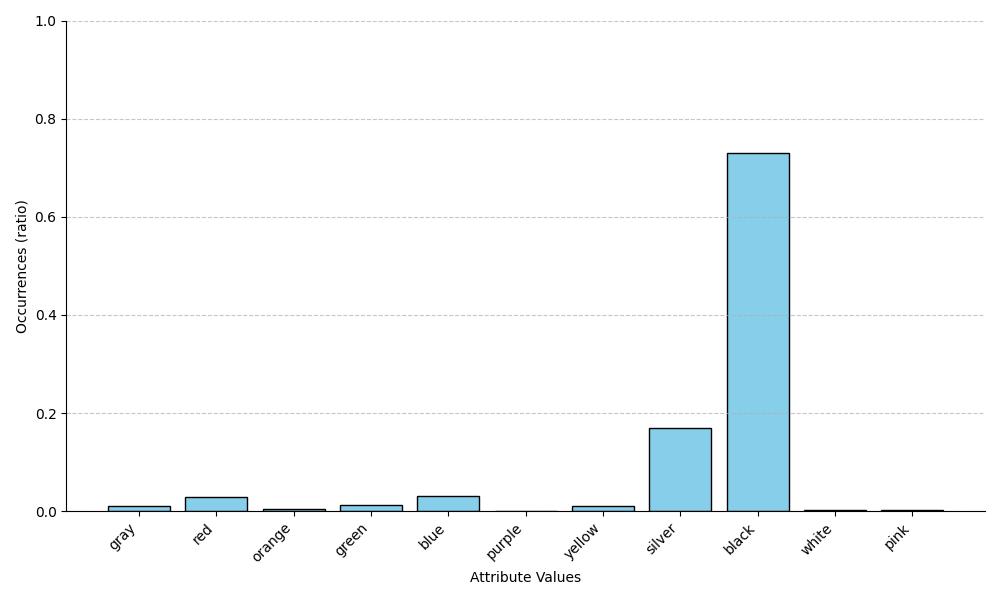 1.0
0.8
0.6
0.4
0.2
0.0
Occurrences (ratio)
gray red orange green blue purple yellow silver black white pink
Attribute Values